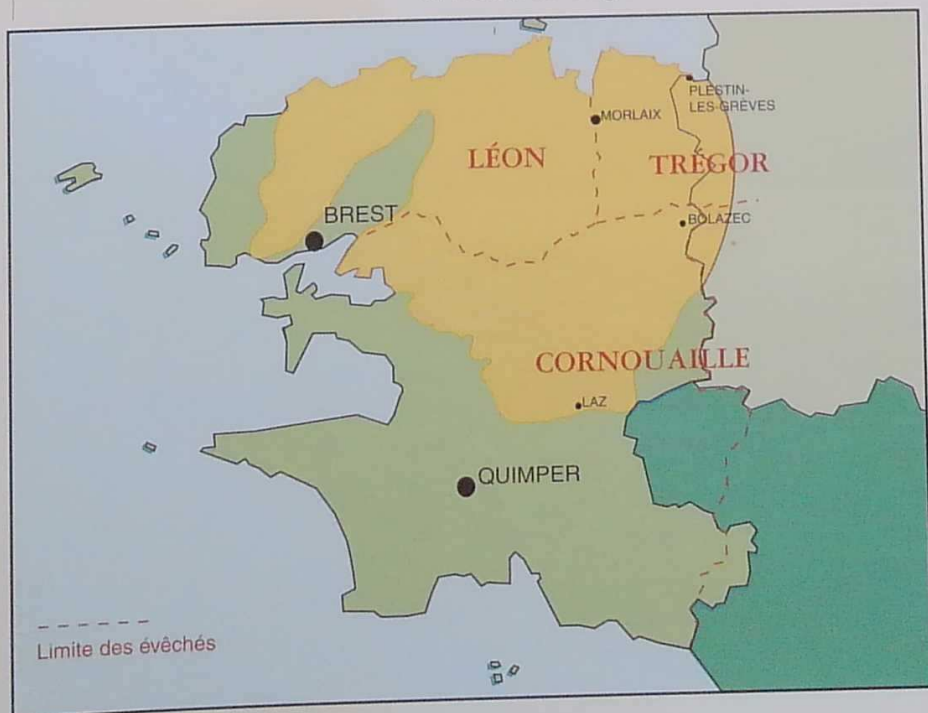 PLESTIN-
LES-GRÈVES
MORLAIX
LÉON
TRÉGOR
BREST
BOLAZEC
CORNOUAILLE
LAZ
QUIMPER
Limite des évêchés